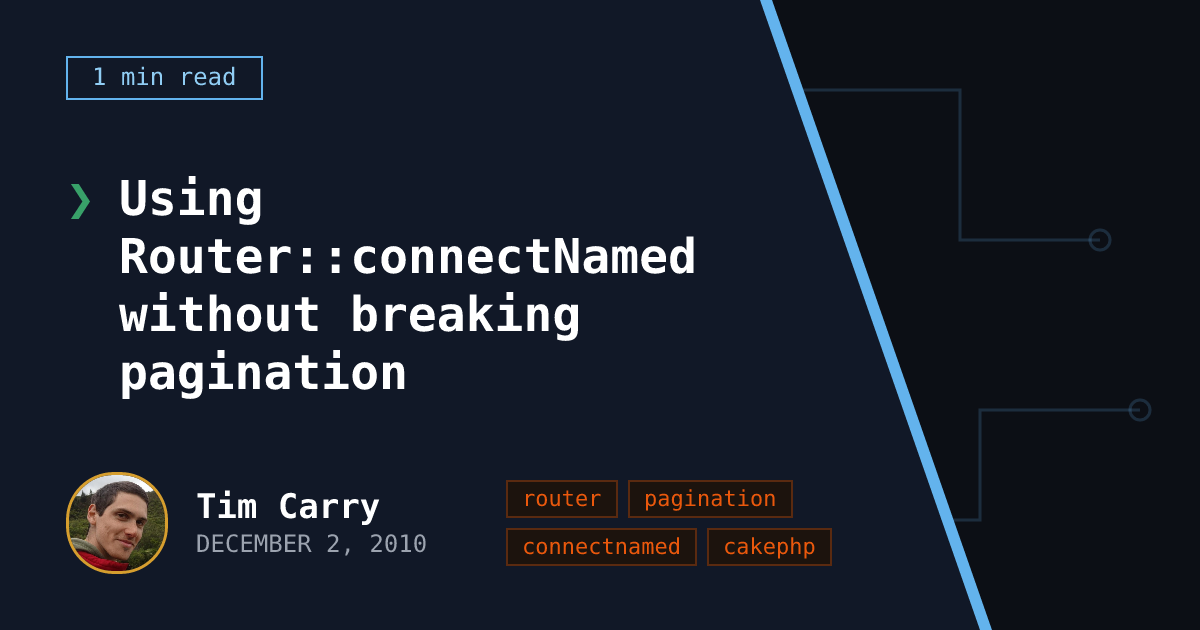 1 min read
❯ Using
Router::connectNamed
without breaking
pagination
Tim Carry
DECEMBER 2, 2010
router pagination
connectnamed cakephp